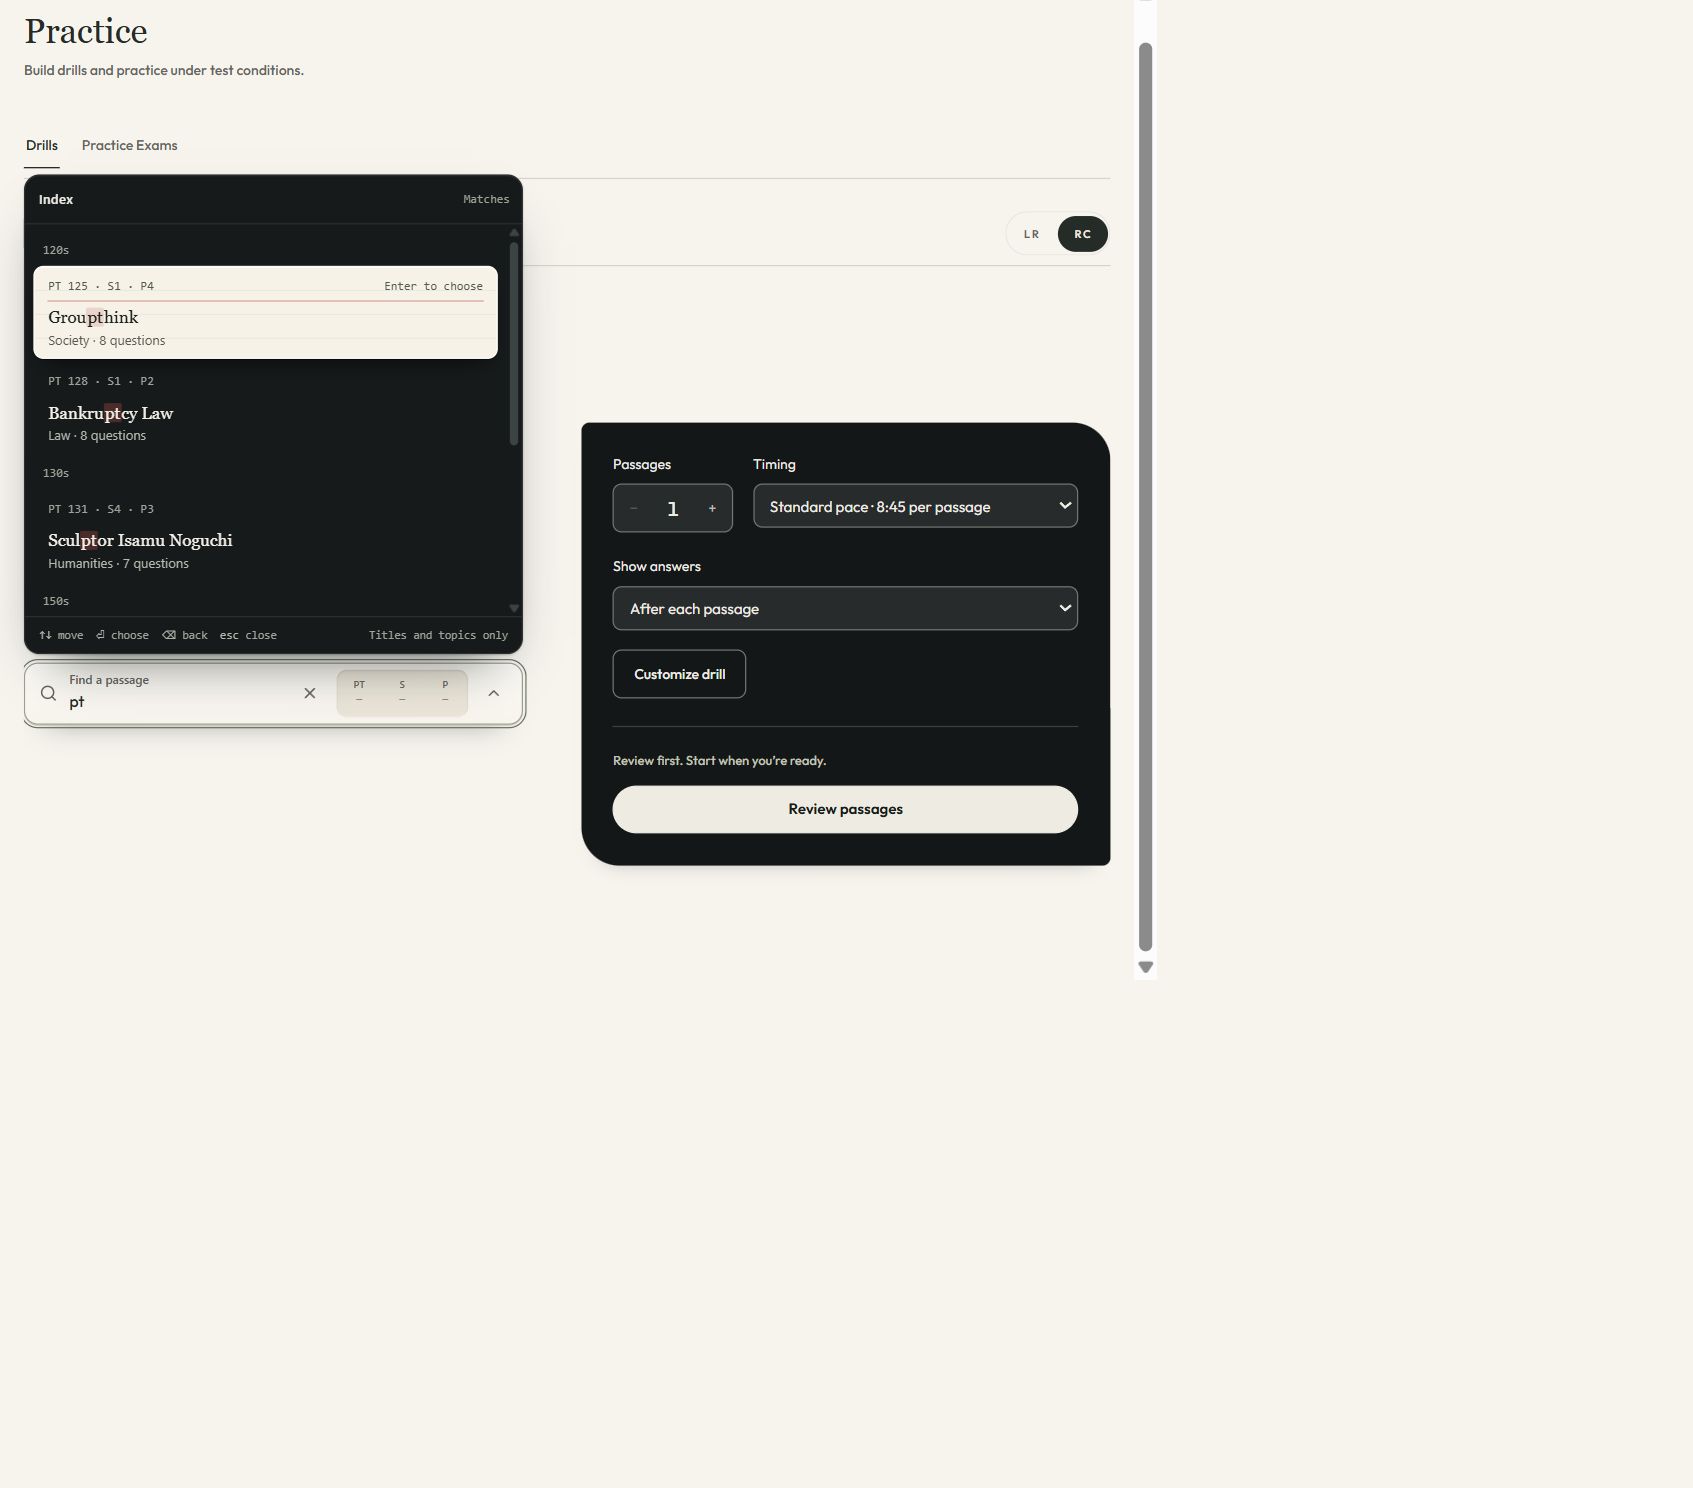 Practice
Build drills and practice under test conditions.
Drills Practice Exams
Index Matches
LR RC
120s
PT 125 · S1 · P4 Enter to choose
Groupthink
Society · 8 questions
PT 128 · S1 · P2
Bankruptcy Law
Law · 8 questions
130s
PT 131 · S4 · P3
Sculptor Isamu Noguchi
Humanities · 7 questions
150s
↑↓ move ⏎ choose ⌫ back esc close Titles and topics only
Find a passage
pt
PT S P
– – –
Passages Timing
− 1 + Standard pace · 8:45 per passage
Show answers
After each passage
Customize drill
Review first. Start when you’re ready.
Review passages